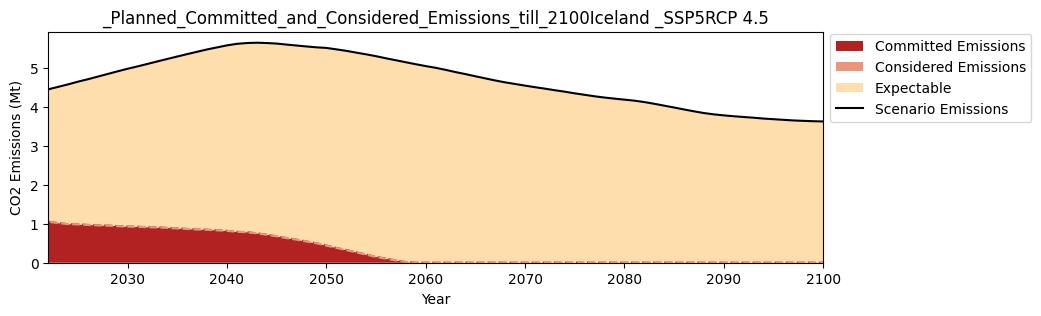 _Planned_Committed_and_Considered_Emissions_till_2100Iceland _SSP5RCP 4.5
Committed Emissions
Considered Emissions
Expectable
Scenario Emissions
CO2 Emissions (Mt)
5
4
3
2
1
0
2030
2040
2050
2060
2070
2080
2090
2100
Year